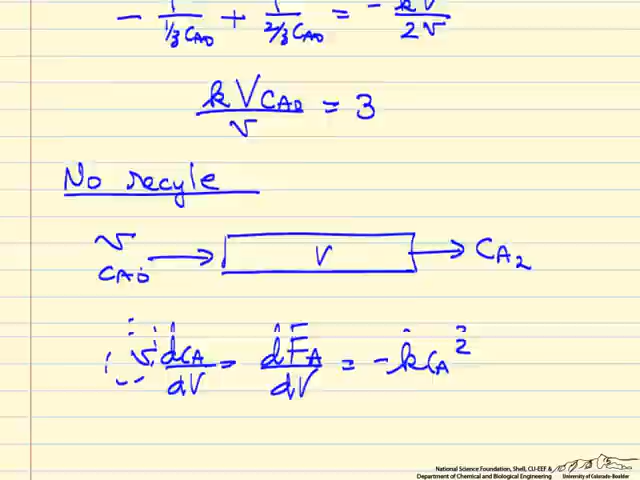 - 1/(1/3 CA0) + 1/(2/3 CA0) = - kV/2v
kVCA0/v = 3
No recyle
v
CA0 → V → CA2
v dCA/dV = dFA/dV = -kCA²
National Science Foundation, Shell, CU-EEF &
Department of Chemical and Biological Engineering
University of Colorado-Boulder